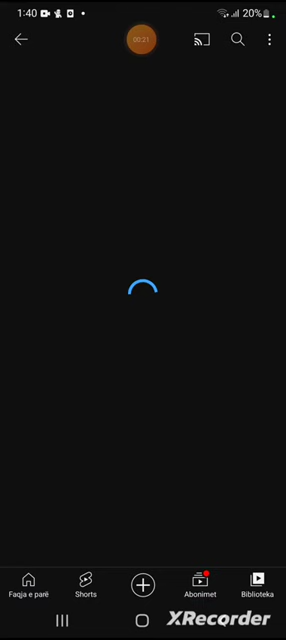 1:40
20%
00:21
Faqja e parë
Shorts
Abonimet
Biblioteka
XRecorder